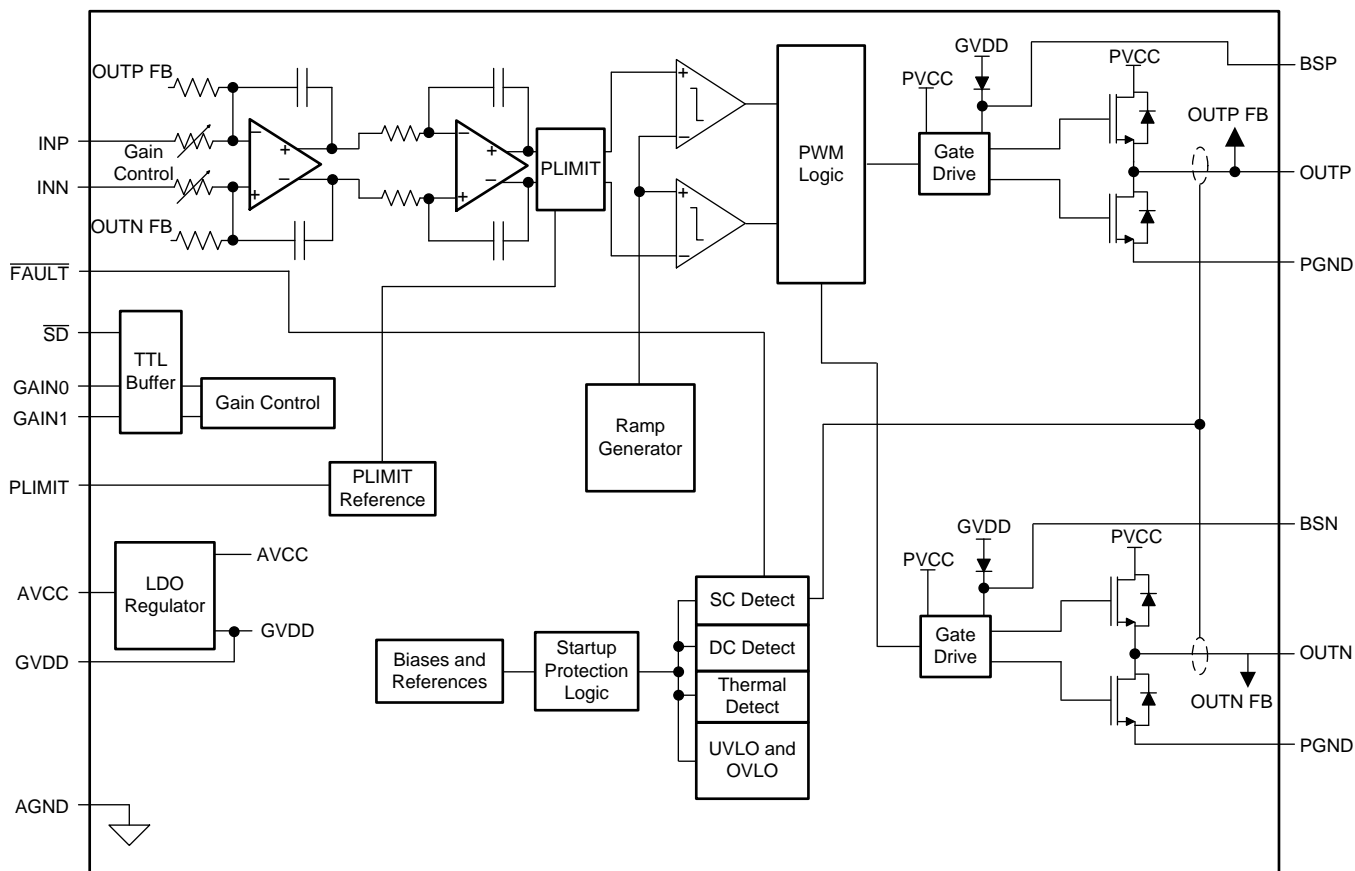 GVDD
PVCC
PVCC
BSP
OUTP FB
OUTP FB
INP
Gain
Control
−
+
+
−
−
+
+
−
PLIMIT
+
−
PWM
Logic
Gate
Drive
OUTP
INN
OUTN FB
+
−
FAULT
PGND
SD
TTL
Buffer
GAIN0
GAIN1
Gain Control
Ramp
Generator
PLIMIT
PLIMIT
Reference
GVDD
BSN
PVCC
PVCC
AVCC
LDO
Regulator
AVCC
GVDD
GVDD
SC Detect
DC Detect
Thermal
Detect
UVLO and
OVLO
Biases and
References
Startup
Protection
Logic
Gate
Drive
OUTN
OUTN FB
PGND
AGND